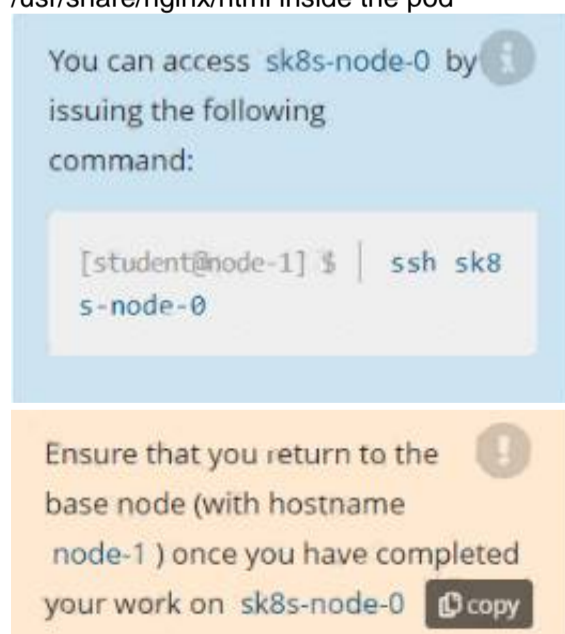 /usr/share/nginx/html inside the pod
You can access sk8s-node-0 by
issuing the following
command:
[student@node-1] $ | ssh sk8
s-node-0
Ensure that you return to the
base node (with hostname
node-1 ) once you have completed
your work on sk8s-node-0 copy